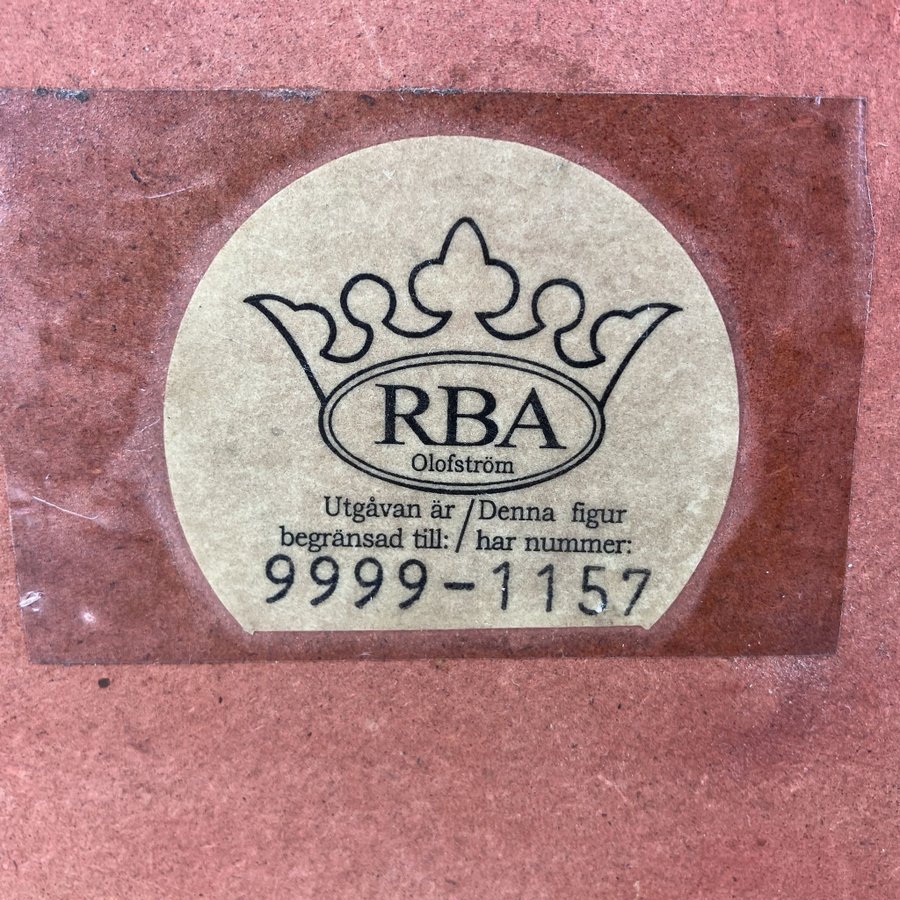 RBA
Olofström
Utgåvan är / Denna figur
begränsad till: / har nummer:
9999-1157